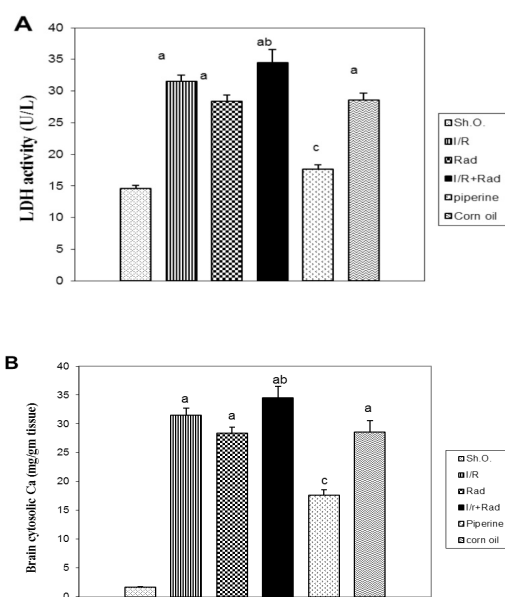 A
LDH activity (U/L)
40
35
30
25
20
15
10
5
0
a
a
ab
c
a
Sh.O.
I/R
Rad
I/R+Rad
piperine
Corn oil
B
Brain cytosolic Ca (mg/gm tissue)
40
35
30
25
20
15
10
5
0
a
a
ab
c
a
Sh.O.
I/R
Rad
I/r+Rad
Piperine
corn oil